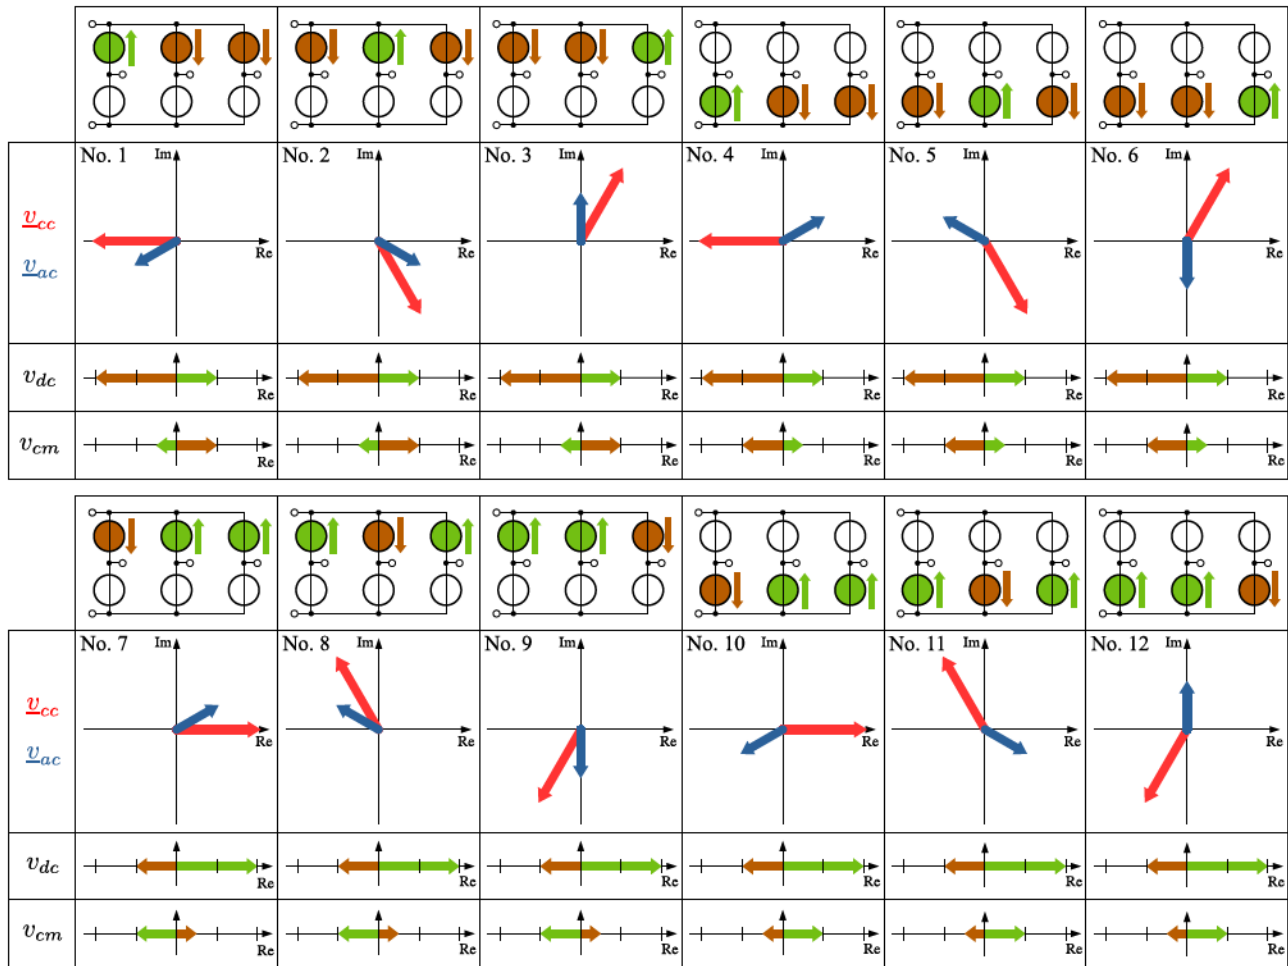 No. 1 Im Re
No. 2 Im Re
No. 3 Im Re
No. 4 Im Re
No. 5 Im Re
No. 6 Im Re
v_cc
v_ac
v_dc Re Re Re Re Re Re
v_cm Re Re Re Re Re Re
No. 7 Im Re
No. 8 Im Re
No. 9 Im Re
No. 10 Im Re
No. 11 Im Re
No. 12 Im Re
v_cc
v_ac
v_dc Re Re Re Re Re Re
v_cm Re Re Re Re Re Re